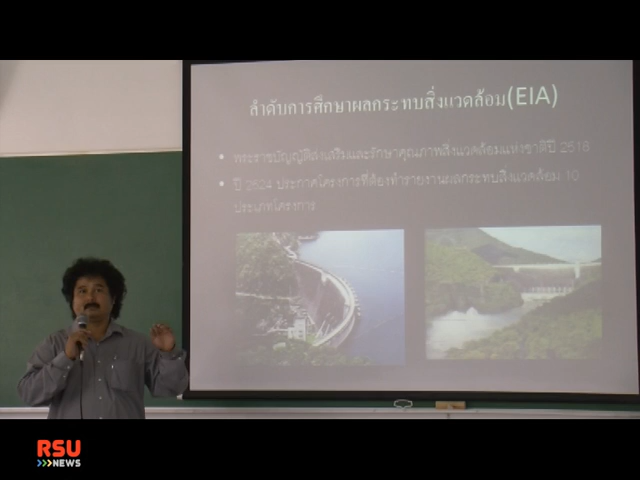 ลำดับการศึกษาผลกระทบสิ่งแวดล้อม(EIA)
• พระราชบัญญัติส่งเสริมและรักษาคุณภาพสิ่งแวดล้อมแห่งชาติปี 2518
• ปี 2524 ประกาศโครงการที่ต้องทำรายงานผลกระทบสิ่งแวดล้อม 10
ประเภทโครงการ
RSU
NEWS